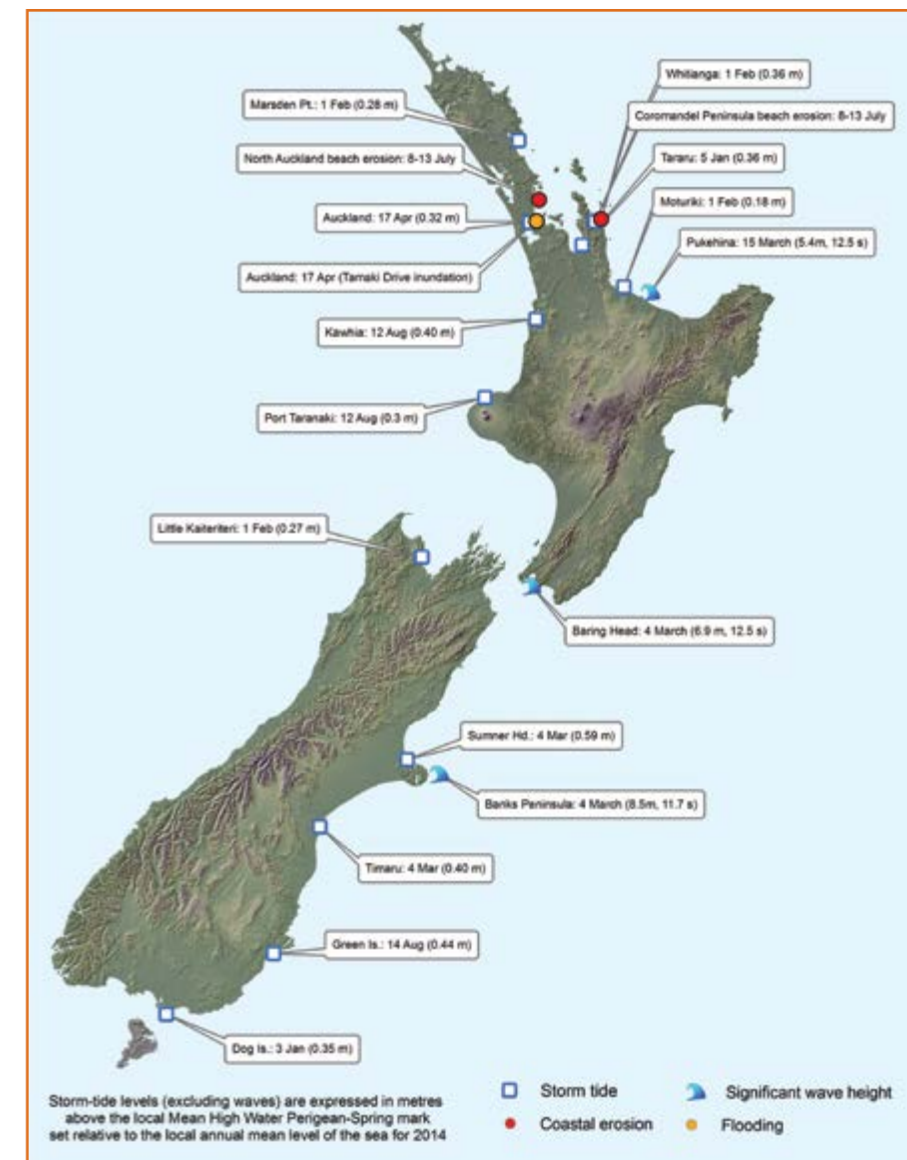 Whitianga: 1 Feb (0.36 m)
Marsden Pt.: 1 Feb (0.28 m)
Coromandel Peninsula beach erosion: 8-13 July
North Auckland beach erosion: 8-13 July
Tararu: 5 Jan (0.36 m)
Moturiki: 1 Feb (0.18 m)
Auckland: 17 Apr (0.32 m)
Pukehina: 15 March (5.4m, 12.5 s)
Auckland: 17 Apr (Tamaki Drive inundation)
Kawhia: 12 Aug (0.40 m)
Port Taranaki: 12 Aug (0.3 m)
Little Kaiteriteri: 1 Feb (0.27 m)
Baring Head: 4 March (6.9 m, 12.5 s)
Sumner Hd.: 4 Mar (0.59 m)
Banks Peninsula: 4 March (8.5m, 11.7 s)
Timaru: 4 Mar (0.40 m)
Green Is.: 14 Aug (0.44 m)
Dog Is.: 3 Jan (0.35 m)
Storm-tide levels (excluding waves) are expressed in metres
above the local Mean High Water Perigean-Spring mark
set relative to the local annual mean level of the sea for 2014
Storm tide
Significant wave height
Coastal erosion
Flooding